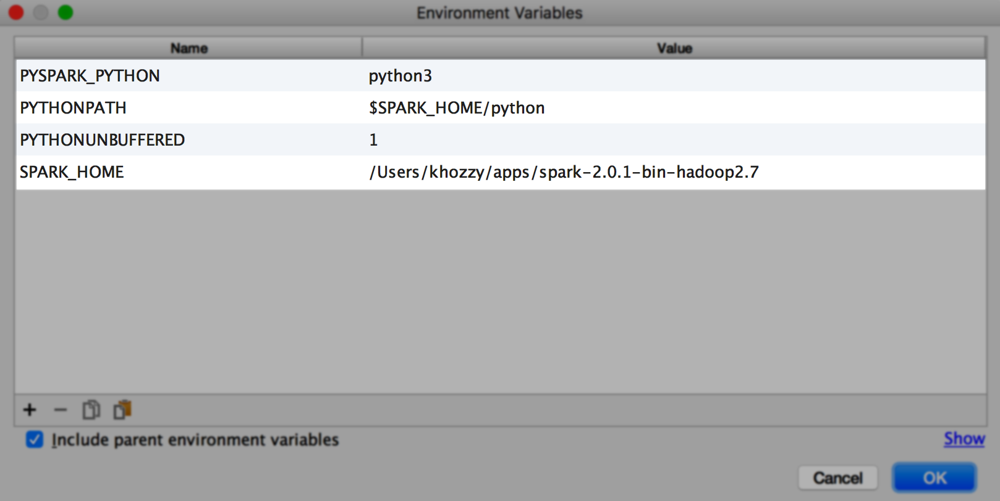 Environment Variables
Name Value
PYSPARK_PYTHON python3
PYTHONPATH $SPARK_HOME/python
PYTHONUNBUFFERED 1
SPARK_HOME /Users/khozzy/apps/spark-2.0.1-bin-hadoop2.7
Include parent environment variables Show
Cancel OK